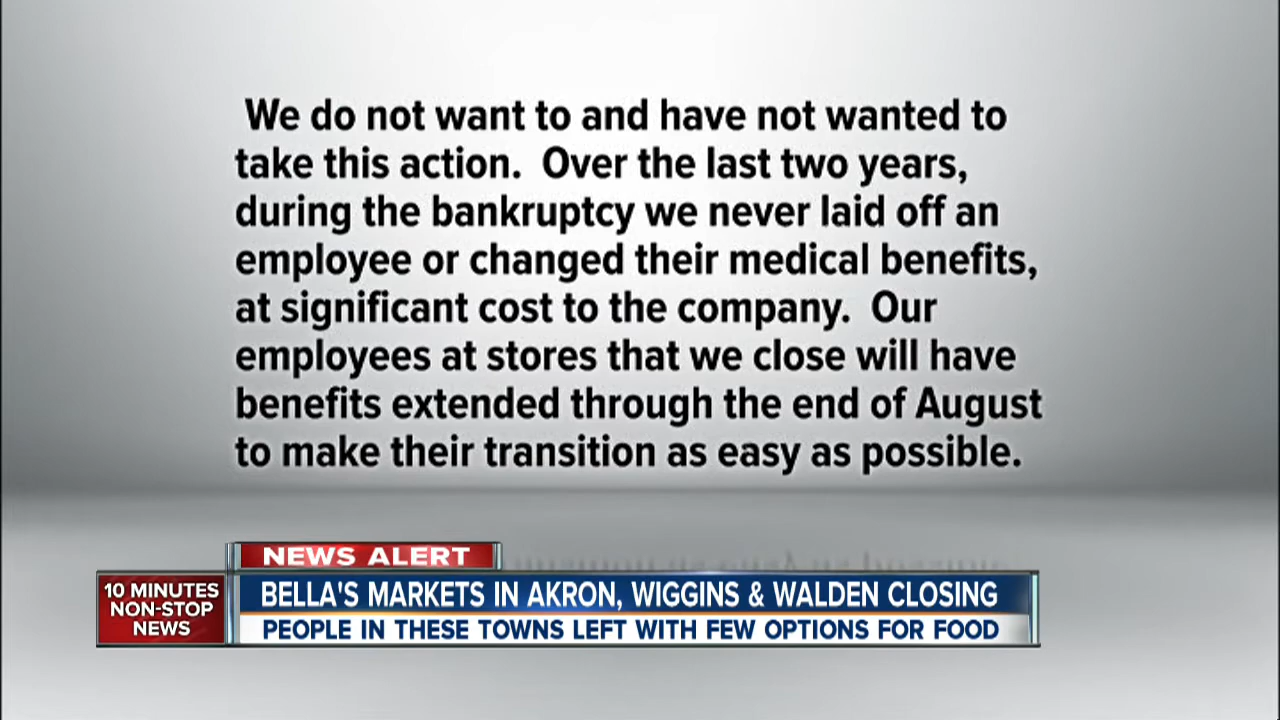 We do not want to and have not wanted to
take this action.  Over the last two years,
during the bankruptcy we never laid off an
employee or changed their medical benefits,
at significant cost to the company.  Our
employees at stores that we close will have
benefits extended through the end of August
to make their transition as easy as possible.
NEWS ALERT
10 MINUTES
NON-STOP
NEWS
BELLA'S MARKETS IN AKRON, WIGGINS & WALDEN CLOSING
PEOPLE IN THESE TOWNS LEFT WITH FEW OPTIONS FOR FOOD